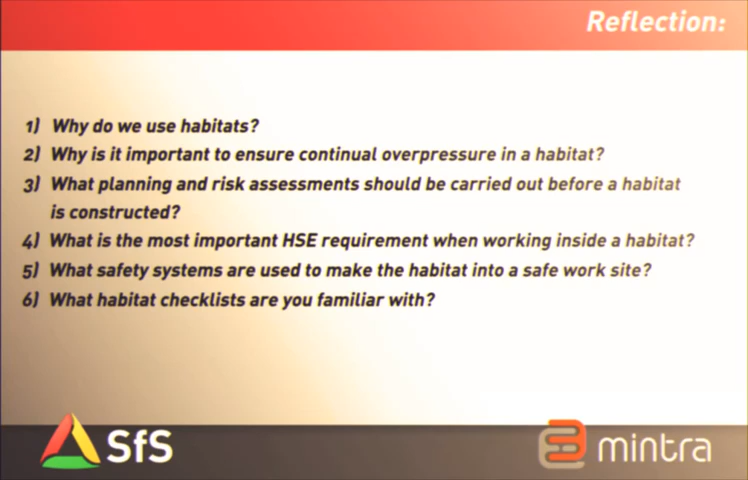 Reflection:
1) Why do we use habitats?
2) Why is it important to ensure continual overpressure in a habitat?
3) What planning and risk assessments should be carried out before a habitat
is constructed?
4) What is the most important HSE requirement when working inside a habitat?
5) What safety systems are used to make the habitat into a safe work site?
6) What habitat checklists are you familiar with?
SfS
mintra